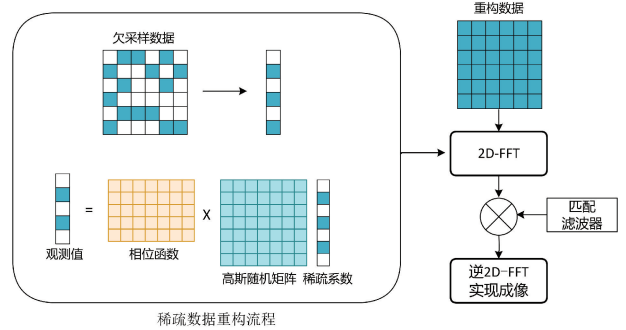 欠采样数据
重构数据
2D-FFT
=
X
观测值
相位函数
高斯随机矩阵
稀疏系数
匹配
滤波器
逆2D-FFT
实现成像
稀疏数据重构流程